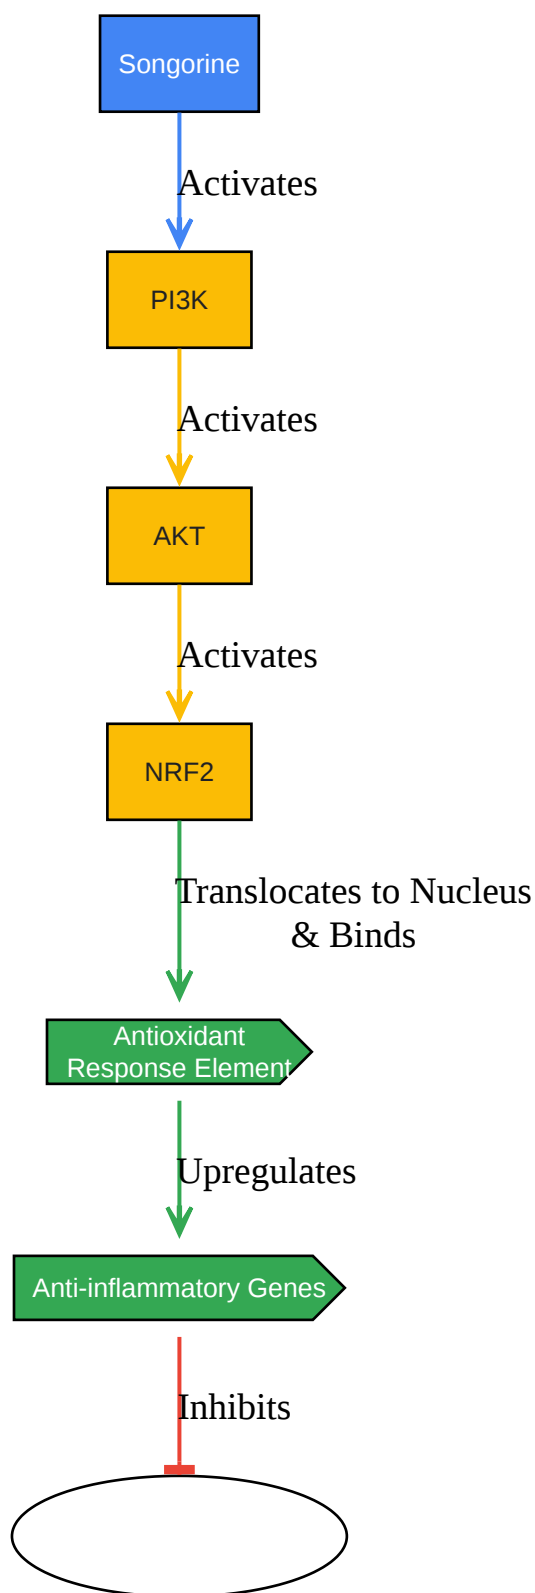 Songorine
Activates
PI3K
Activates
AKT
Activates
NRF2
Translocates to Nucleus
& Binds
Antioxidant
Response Element
Upregulates
Anti-inflammatory Genes
Inhibits